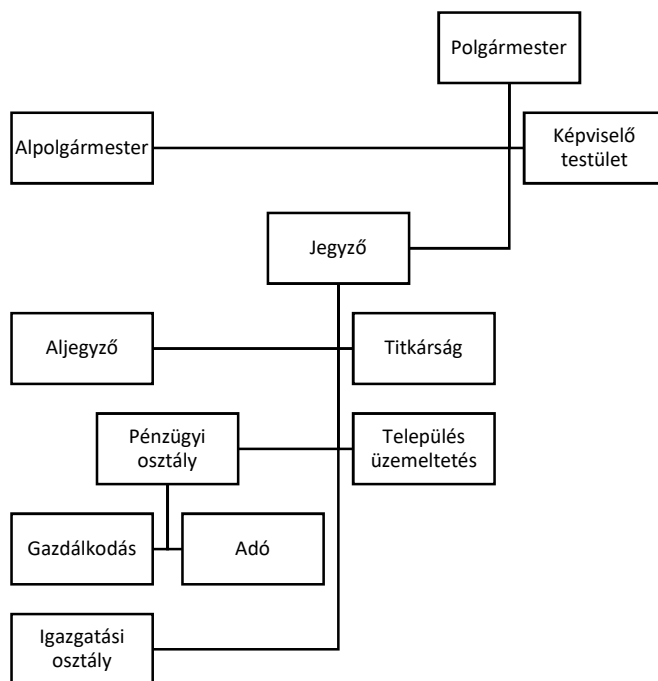 Polgármester
Alpolgármester
Képviselő
testület
Jegyző
Aljegyző
Titkárság
Pénzügyi
osztály
Település
üzemeltetés
Gazdálkodás
Adó
Igazgatási
osztály